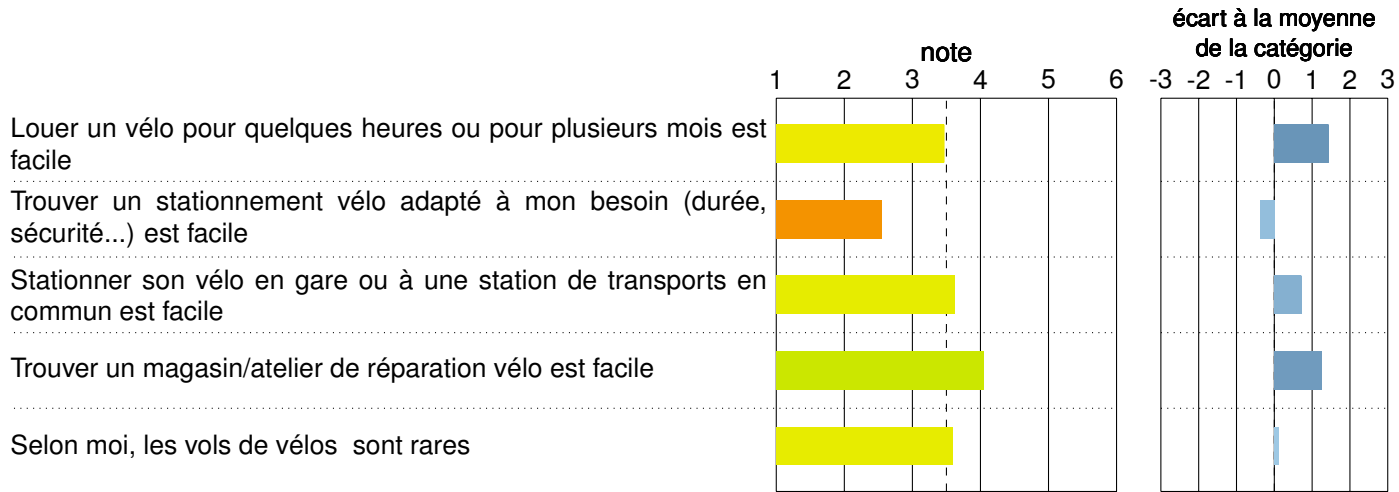 écart à la moyenne
note de la catégorie
1 2 3 4 5 6 -3 -2 -1 0 1 2 3
Louer un vélo pour quelques heures ou pour plusieurs mois est
facile
Trouver un stationnement vélo adapté à mon besoin (durée,
sécurité...) est facile
Stationner son vélo en gare ou à une station de transports en
commun est facile
Trouver un magasin/atelier de réparation vélo est facile
Selon moi, les vols de vélos sont rares